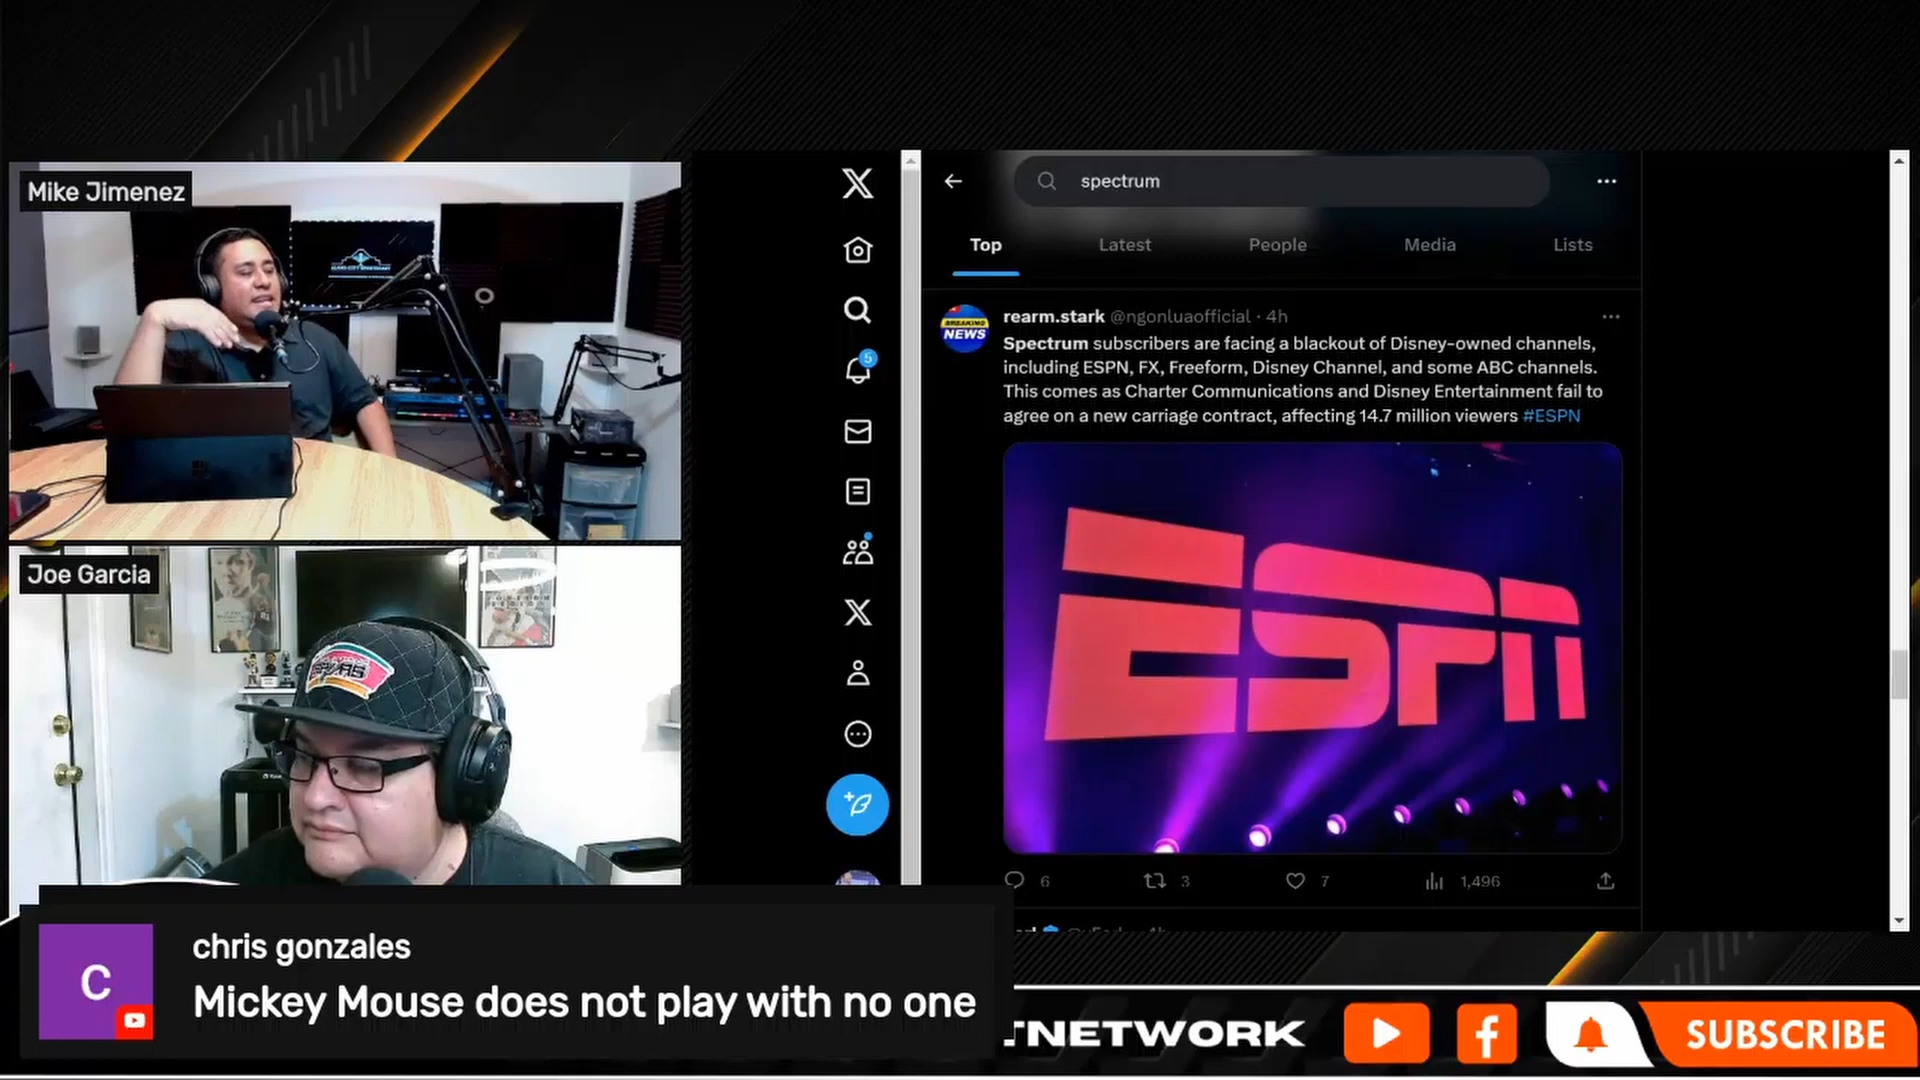 Mike Jimenez
Joe Garcia
SPURS
5
spectrum
Top Latest People Media Lists
BREAKING
NEWS
rearm.stark @ngonluaofficial · 4h
Spectrum subscribers are facing a blackout of Disney-owned channels,
including ESPN, FX, Freeform, Disney Channel, and some ABC channels.
This comes as Charter Communications and Disney Entertainment fail to
agree on a new carriage contract, affecting 14.7 million viewers #ESPN
ESPN
6 3 7 1,496
C
chris gonzales
Mickey Mouse does not play with no one
TNETWORK
SUBSCRIBE